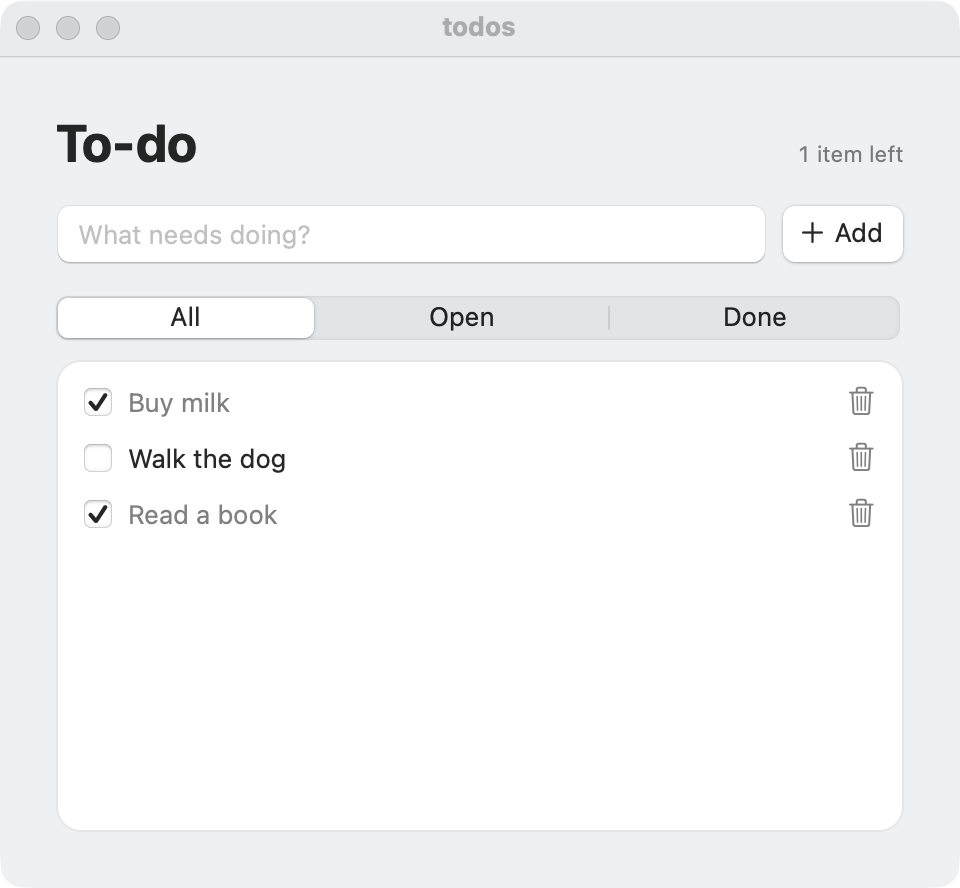 todos
To-do
1 item left
What needs doing?
+ Add
All Open Done
Buy milk
Walk the dog
Read a book